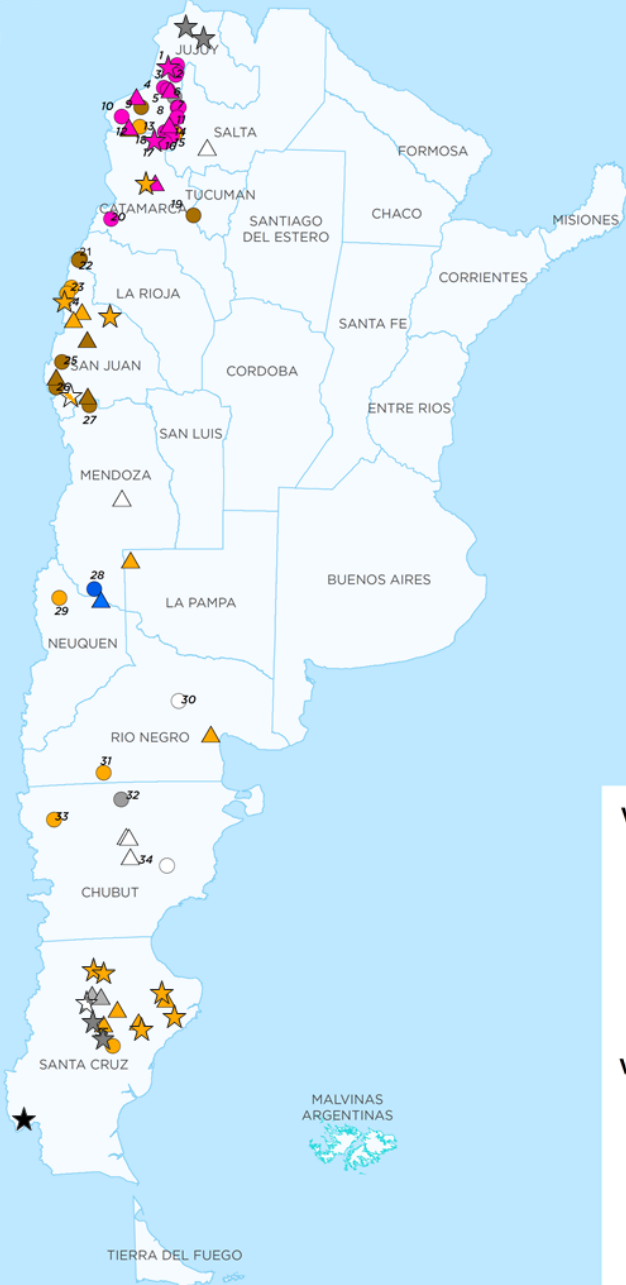 JUJUY
1
3
2
4
5
6
10
9
8
7
11
12
13
14
SALTA
18
15
16
17
FORMOSA
TUCUMAN
CATAMARCA
19
20
SANTIAGO
DEL ESTERO
CHACO
MISIONES
21
22
CORRIENTES
23
LA RIOJA
4
SANTA FE
25
SAN JUAN
CORDOBA
26
27
ENTRE RIOS
SAN LUIS
MENDOZA
28
BUENOS AIRES
29
LA PAMPA
NEUQUEN
30
RIO NEGRO
31
32
33
34
CHUBUT
SANTA CRUZ
MALVINAS
ARGENTINAS
TIERRA DEL FUEGO